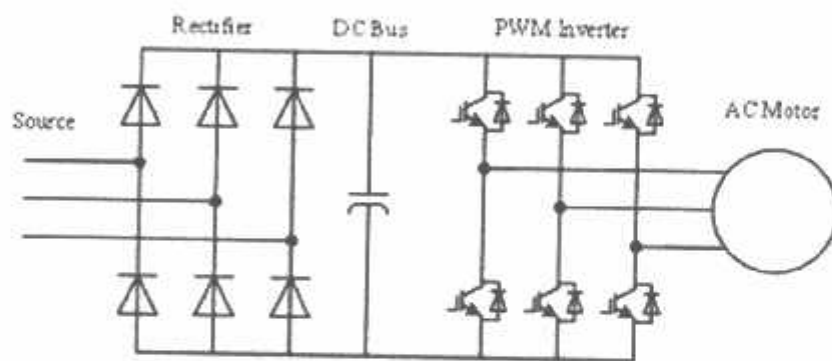 Rectifier
DC Bus
PWM Inverter
Source
AC Motor